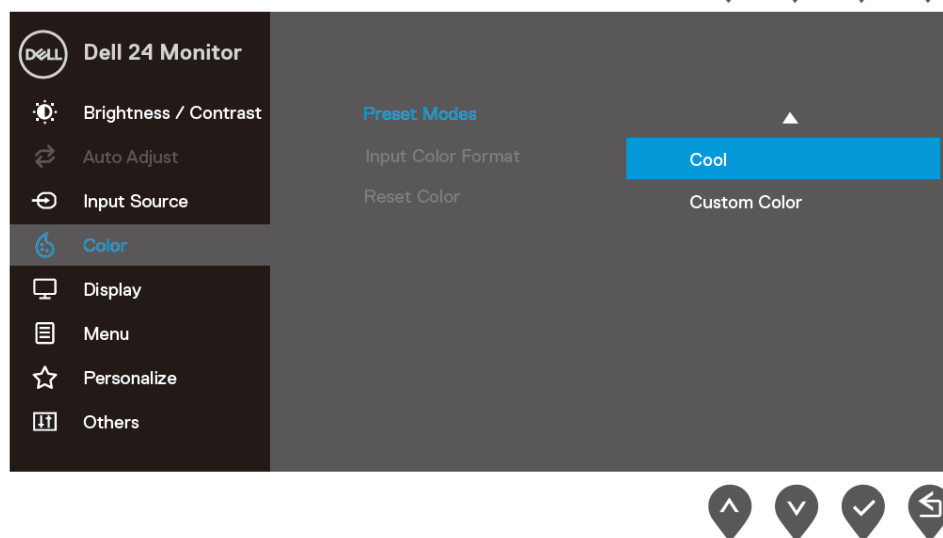 DELL
Dell 24 Monitor
Brightness / Contrast
Auto Adjust
Input Source
Color
Display
Menu
Personalize
Others
Preset Modes
Input Color Format
Reset Color
Cool
Custom Color